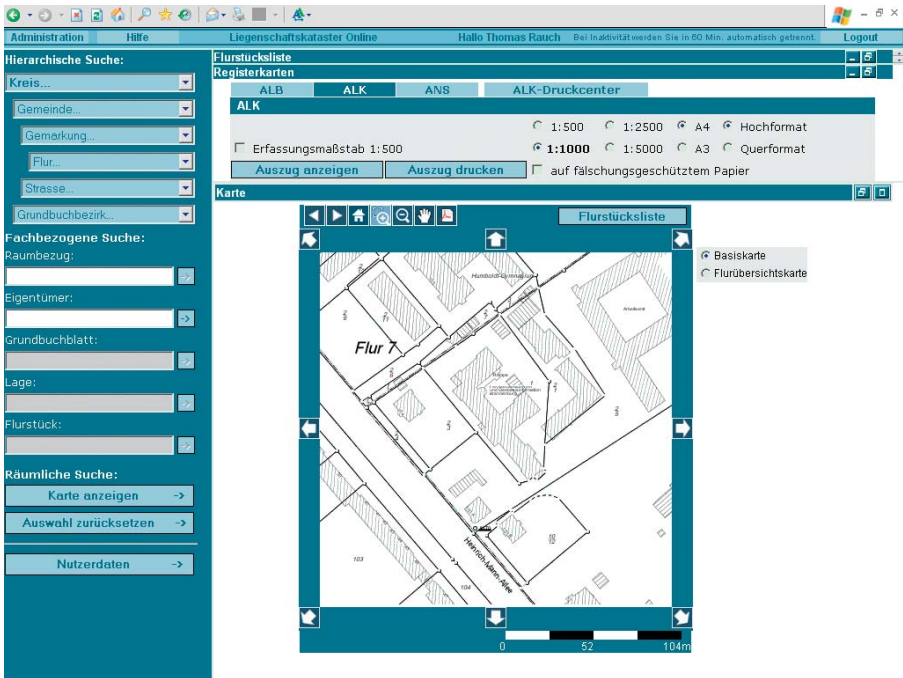 Administration Hilfe Liegenschaftskataster Online Hallo Thomas Rauch Bei Inaktivität werden Sie in 60 Min. automatisch getrennt. Logout
Hierarchische Suche:
Kreis...
Gemeinde...
Gemarkung...
Flur...
Strasse...
Grundbuchbezirk...
Fachbezogene Suche:
Raumbezug:
Eigentümer:
Grundbuchblatt:
Lage:
Flurstück:
Räumliche Suche:
Karte anzeigen ->
Auswahl zurücksetzen ->
Nutzerdaten ->
Flurstücksliste
Registerkarten
ALB ALK ANS ALK-Druckcenter
ALK
1:500 1:2500 A4 Hochformat
Erfassungsmaßstab 1:500 1:1000 1:5000 A3 Querformat
Auszug anzeigen Auszug drucken auf fälschungsgeschütztem Papier
Karte
Flurstücksliste
Basiskarte
Flurübersichtskarte
Humboldt-Gymnasium
Flur 7
Heinrich-Mann-Allee
103
104
0 52 104m